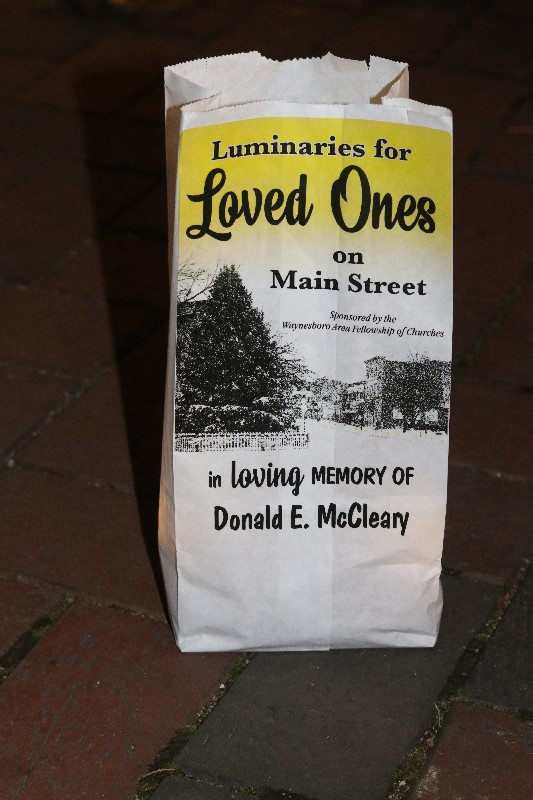 Luminaries for
Loved Ones
on
Main Street
Sponsored by the
Waynesboro Area Fellowship of Churches
in loving MEMORY OF
Donald E. McCleary